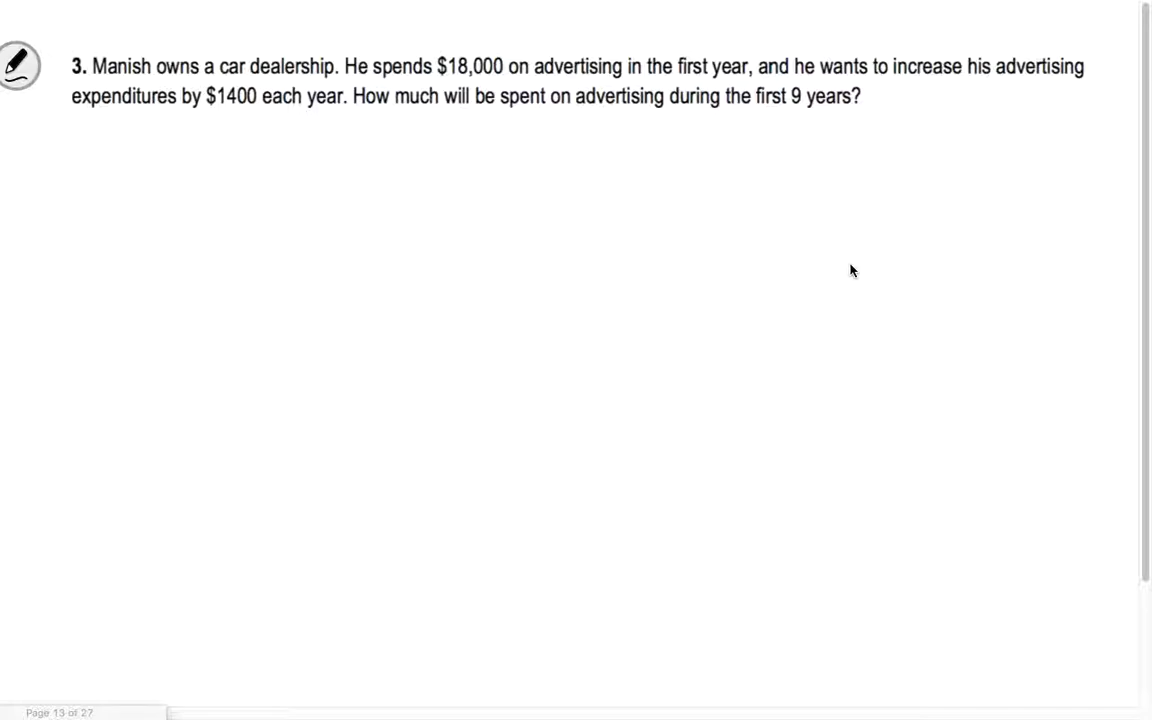 3. Manish owns a car dealership. He spends $18,000 on advertising in the first year, and he wants to increase his advertising
expenditures by $1400 each year. How much will be spent on advertising during the first 9 years?
Page 13 of 27